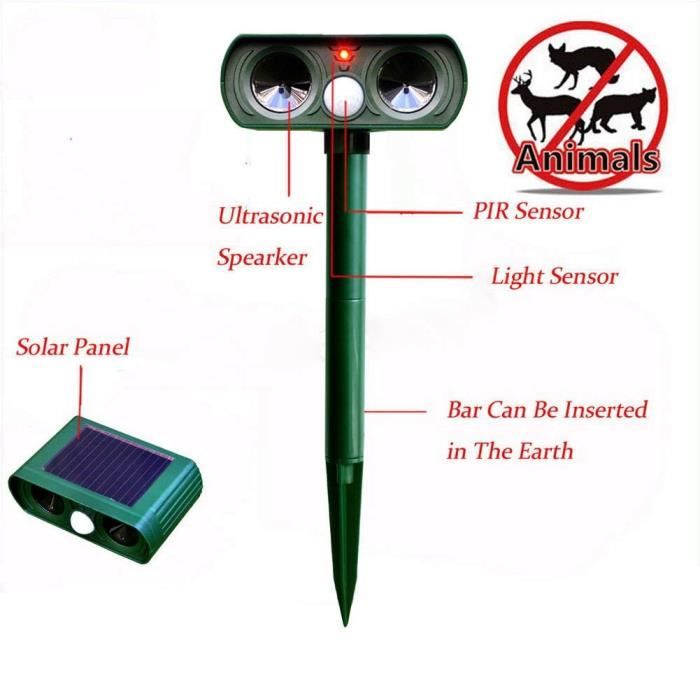 Animals
Ultrasonic
Spearker
PIR Sensor
Light Sensor
Solar Panel
Bar Can Be Inserted
in The Earth